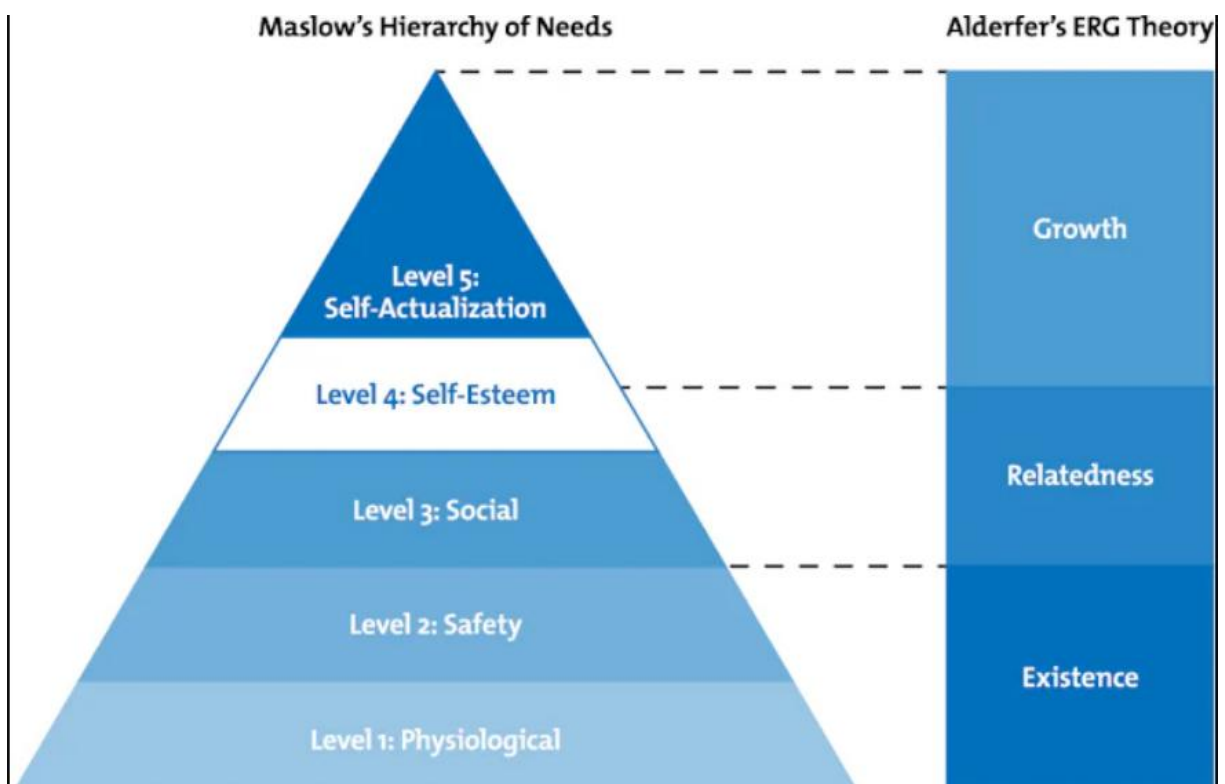 Maslow's Hierarchy of Needs
Alderfer's ERG Theory
Level 5:
Self-Actualization
Growth
Level 4: Self-Esteem
Relatedness
Level 3: Social
Level 2: Safety
Existence
Level 1: Physiological